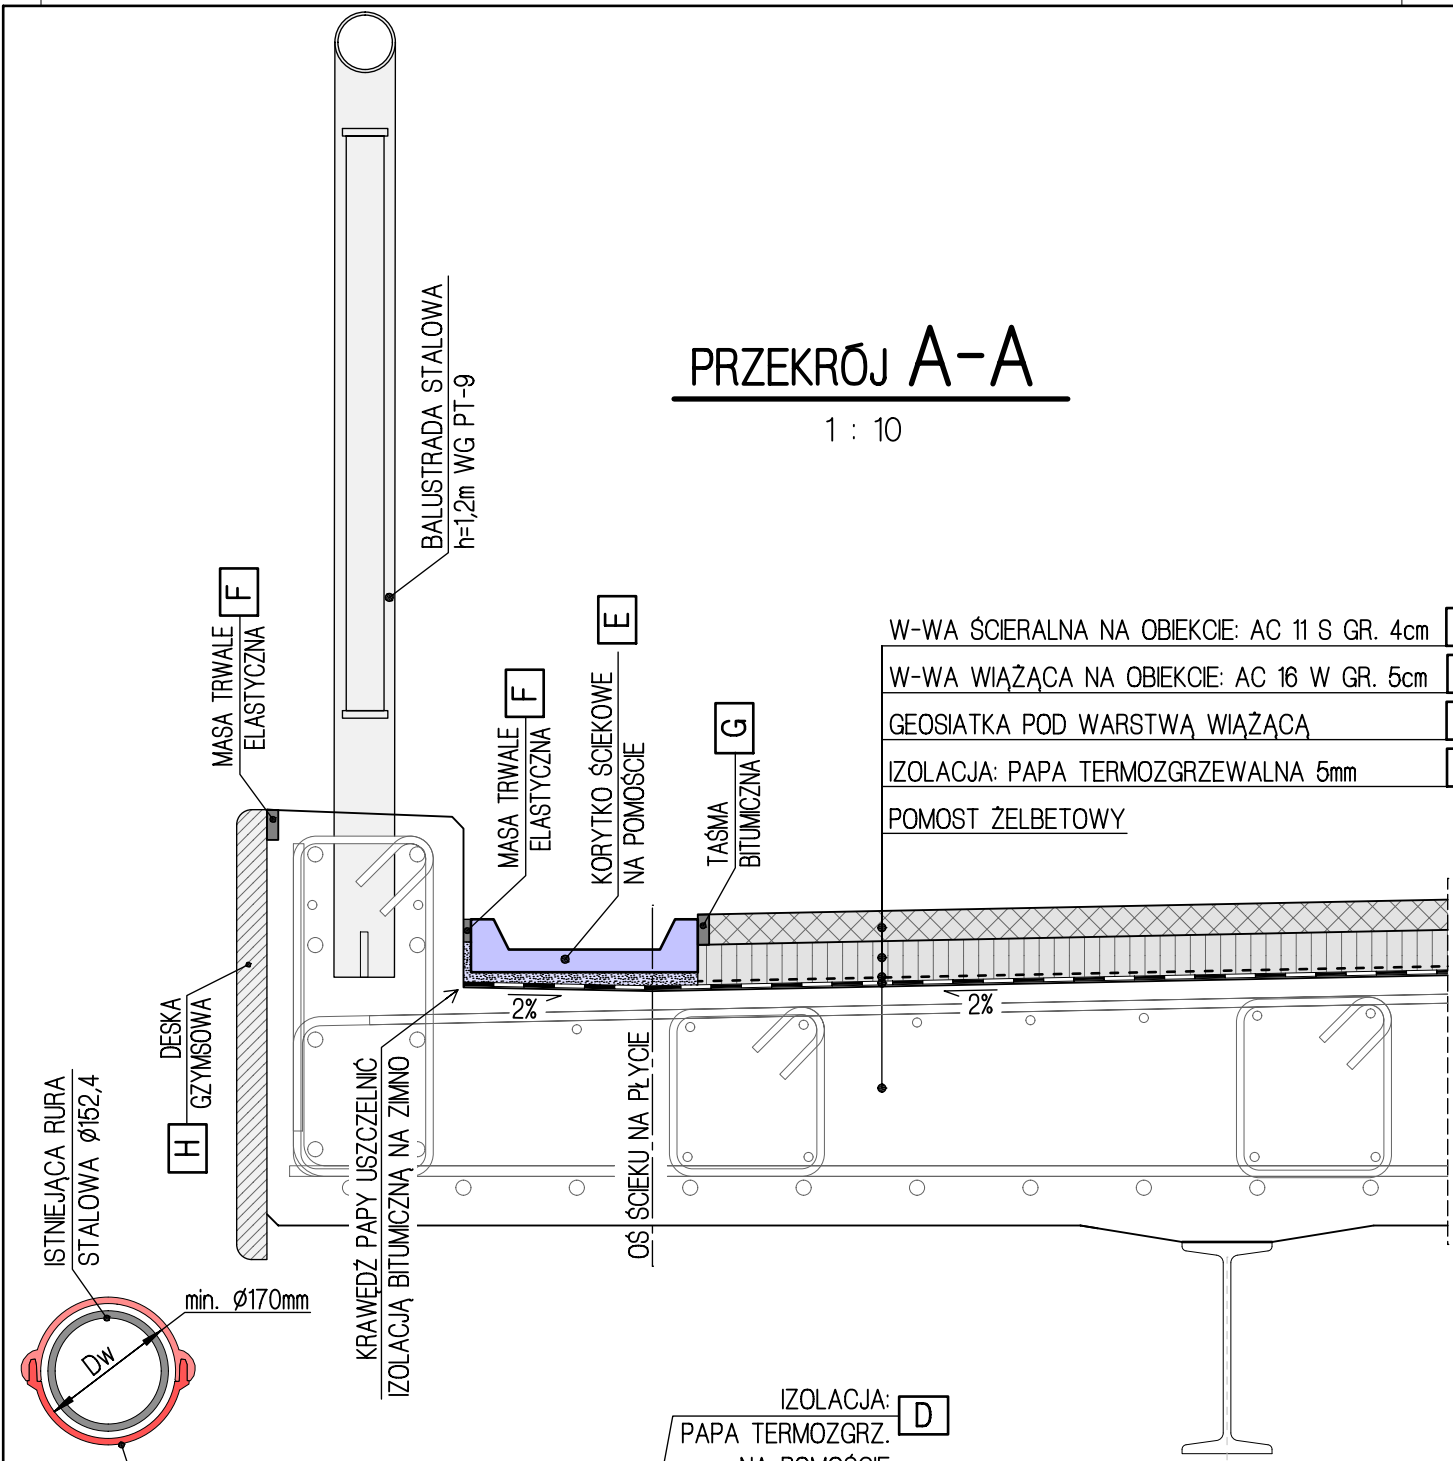 PRZEKRÓJ A-A
1 : 10
BALUSTRADA STALOWA
h=1,2m WG PT-9
F
MASA TRWALE
ELASTYCZNA
F
MASA TRWALE
ELASTYCZNA
E
KORYTKO ŚCIEKOWE
NA POMOŚCIE
G
TAŚMA
BITUMICZNA
W-WA ŚCIERALNA NA OBIEKCIE: AC 11 S GR. 4cm
W-WA WIĄŻĄCA NA OBIEKCIE: AC 16 W GR. 5cm
GEOSIATKA POD WARSTWĄ WIĄŻĄCĄ
IZOLACJA: PAPA TERMOZGRZEWALNA 5mm
POMOST ŻELBETOWY
2%
2%
DESKA
GZYMSOWA
H
KRAWĘDŹ PAPY USZCZELNIĆ
IZOLACJĄ BITUMICZNĄ NA ZIMNO
OŚ ŚCIEKU NA PŁYCIE
ISTNIEJĄCA RURA
STALOWA Ø152,4
min. Ø170mm
Dw
IZOLACJA:
PAPA TERMOZGRZ.
NA POMOŚCIE
D